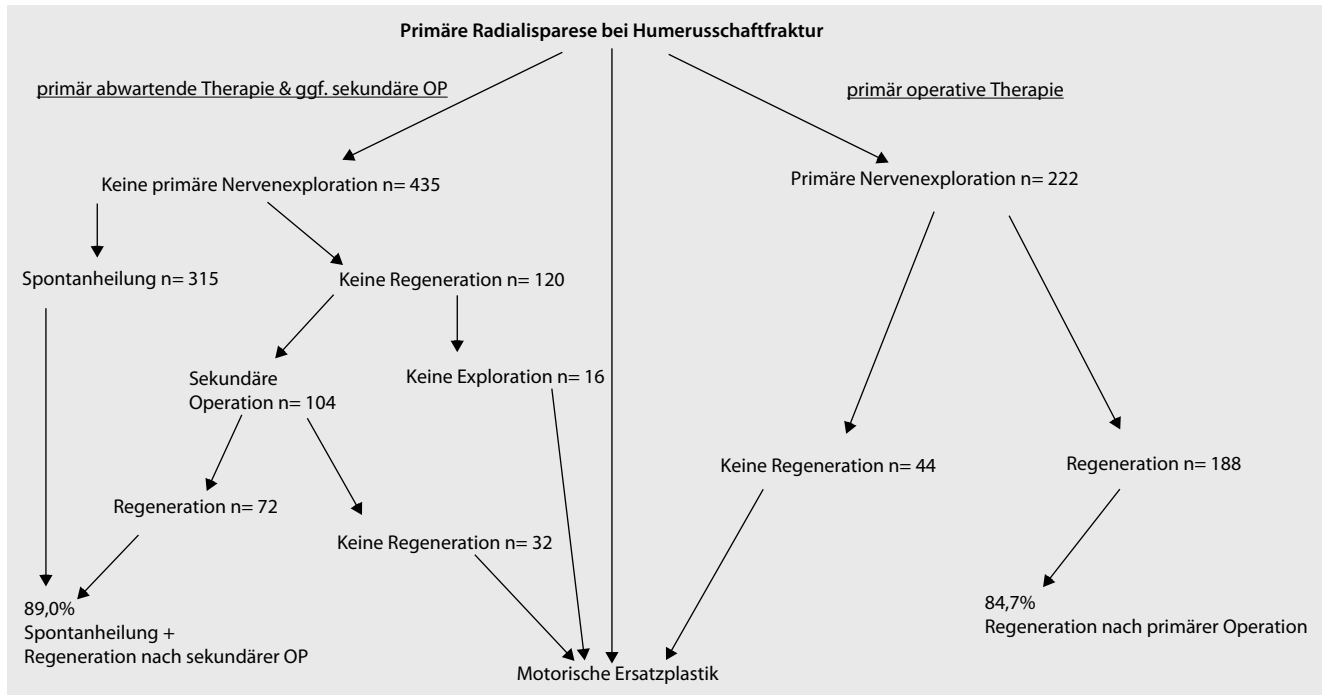 Primäre Radialisparese bei Humerusschaftfraktur
primär abwartende Therapie & ggf. sekundäre OP
primär operative Therapie
Keine primäre Nervenexploration n= 435
Primäre Nervenexploration n= 222
Spontanheilung n= 315
Keine Regeneration n= 120
Sekundäre
Operation n= 104
Keine Exploration n= 16
Keine Regeneration n= 44
Regeneration n= 188
Regeneration n= 72
Keine Regeneration n= 32
89,0%
Spontanheilung +
Regeneration nach sekundärer OP
84,7%
Regeneration nach primärer Operation
Motorische Ersatzplastik